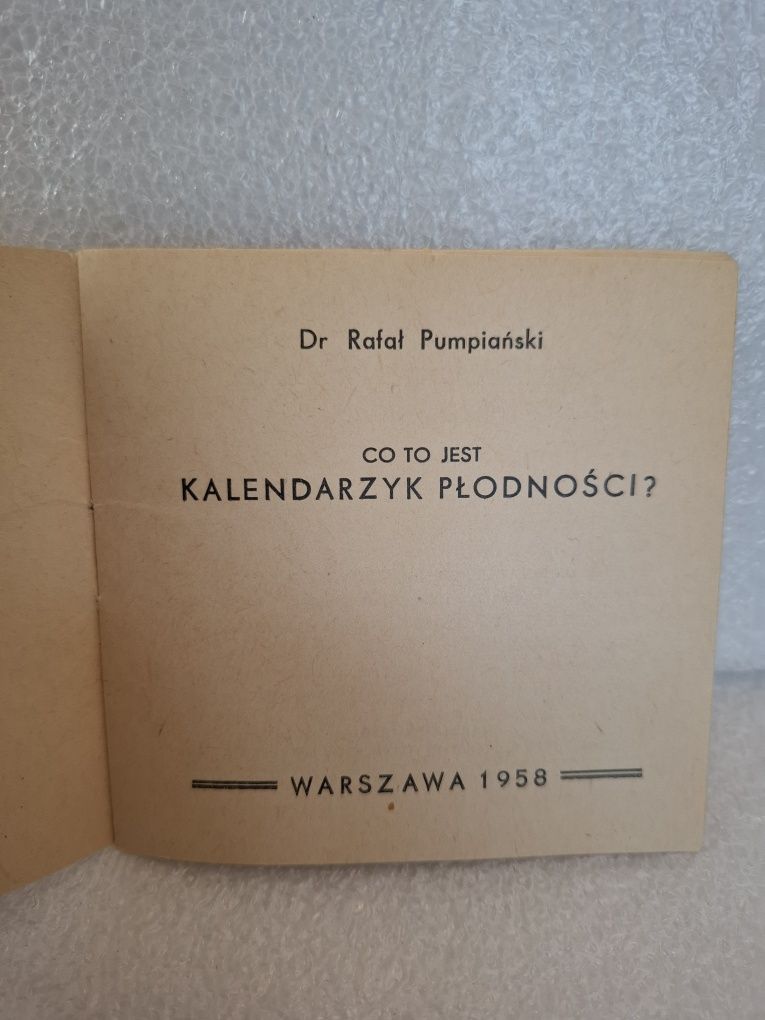 Dr Rafał Pumpiański
CO TO JEST
KALENDARZYK PŁODNOŚCI?
WARSZAWA 1958